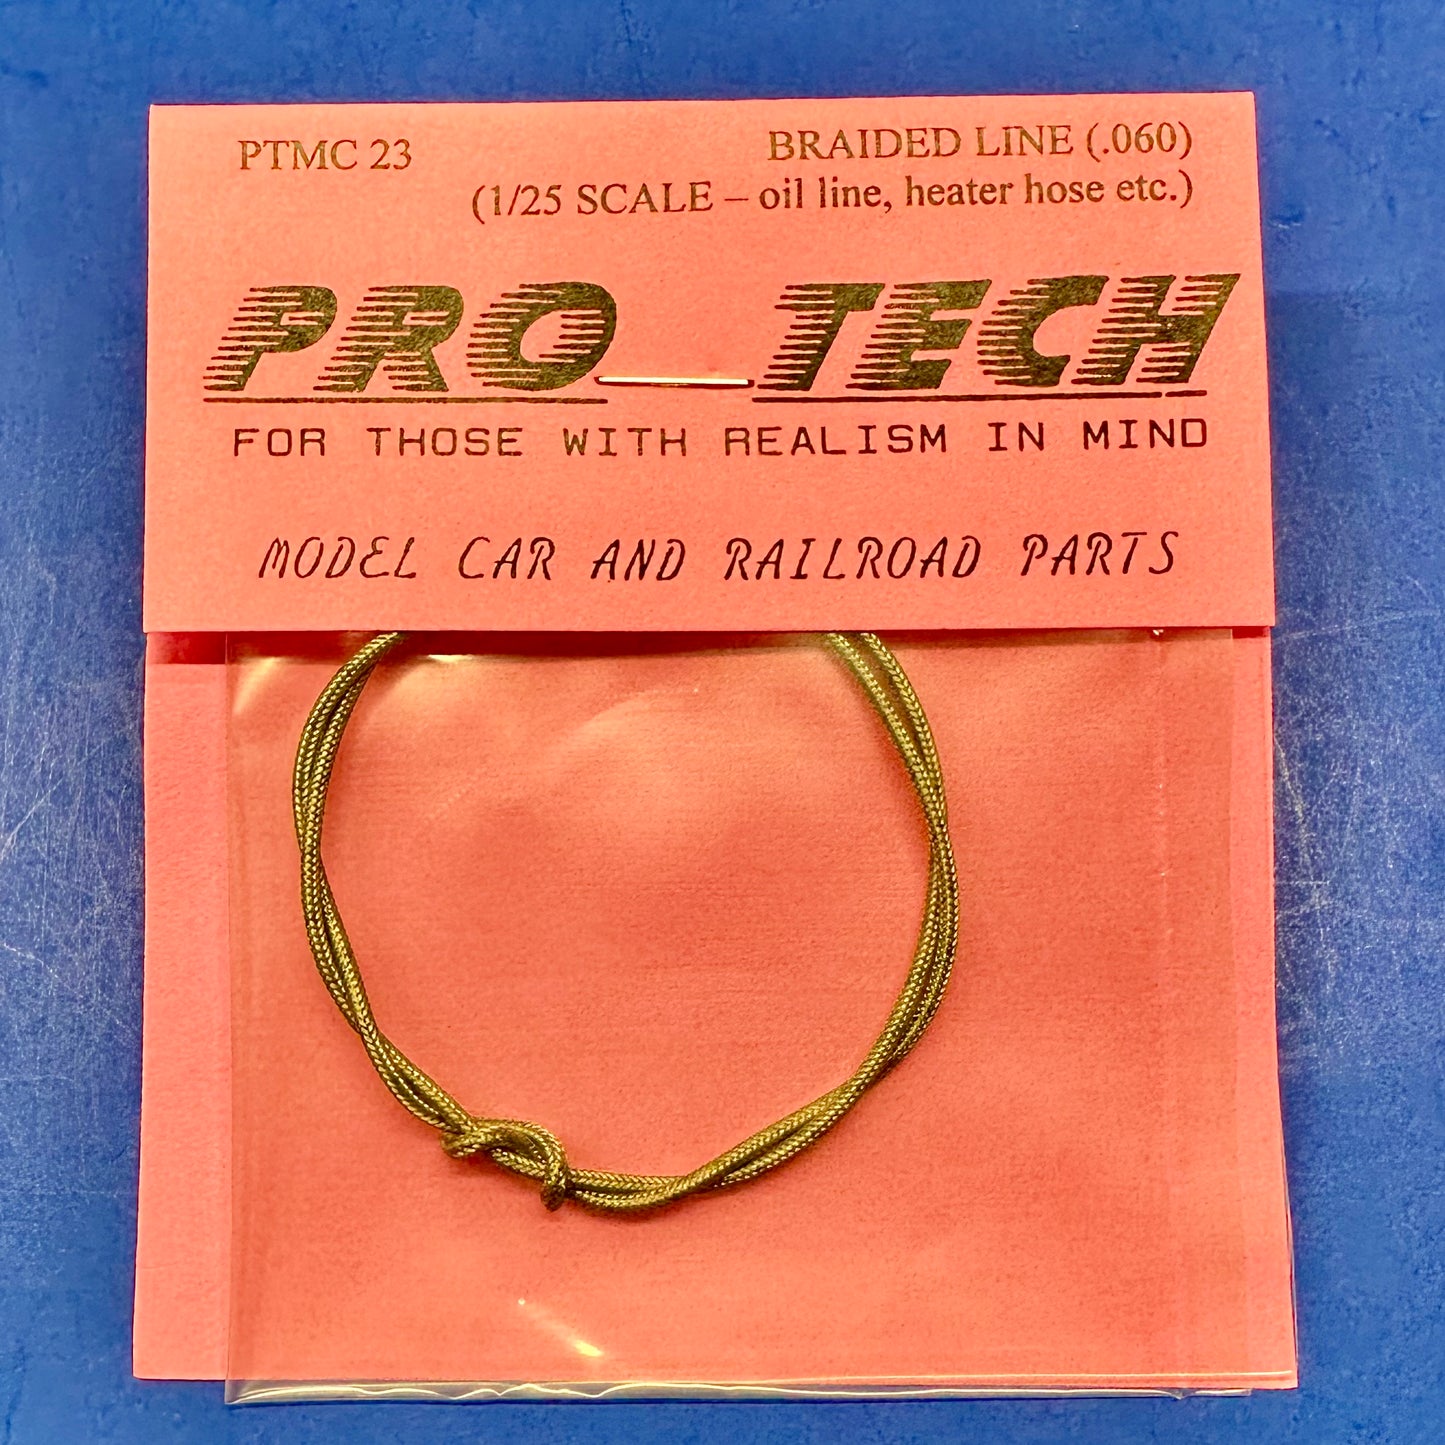 PTMC 23 BRAIDED LINE (.060)
(1/25 SCALE – oil line, heater hose etc.)
PRO TECH
FOR THOSE WITH REALISM IN MIND
MODEL CAR AND RAILROAD PARTS